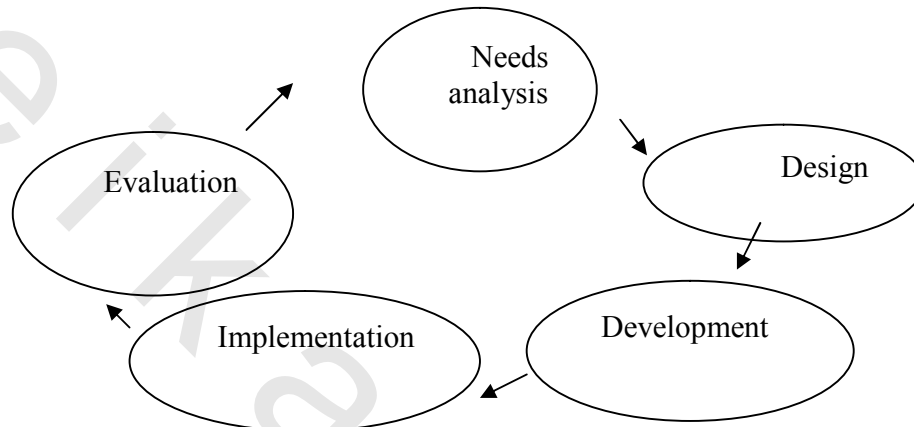 Needs
analysis
Design
Development
Implementation
Evaluation